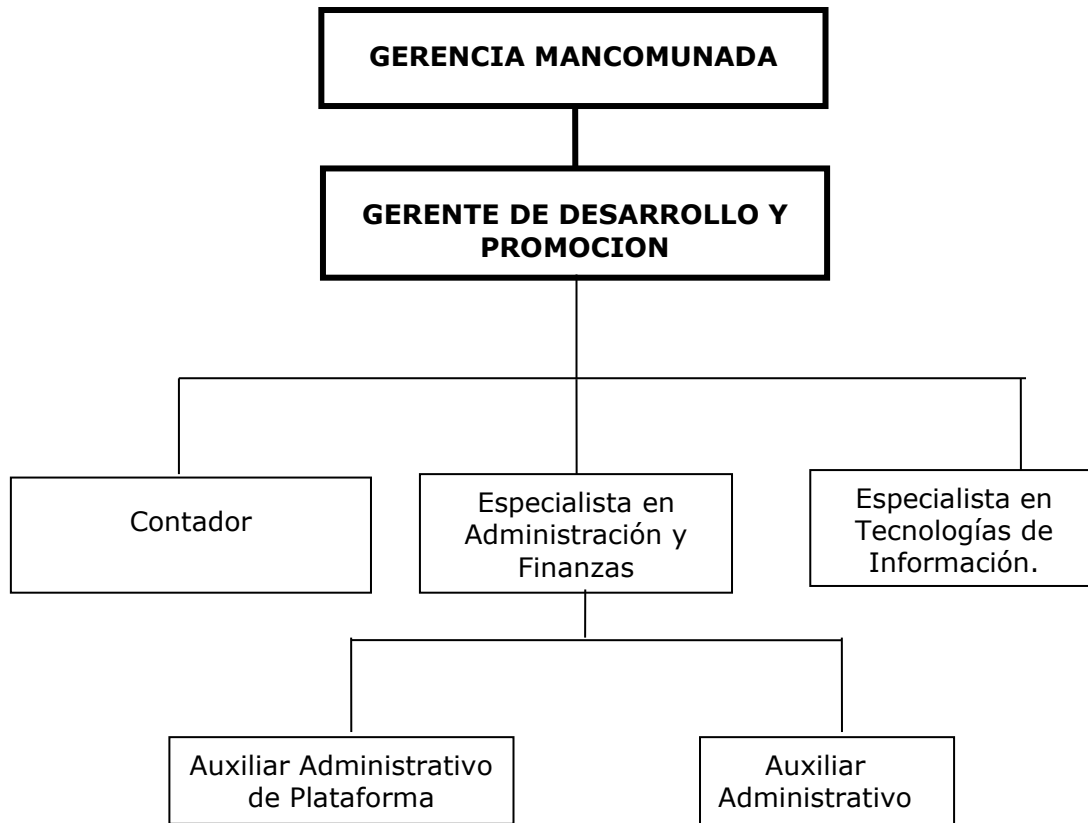 GERENCIA MANCOMUNADA
GERENTE DE DESARROLLO Y
PROMOCION
Contador
Especialista en
Administración y
Finanzas
Especialista en
Tecnologías de
Información.
Auxiliar Administrativo
de Plataforma
Auxiliar
Administrativo